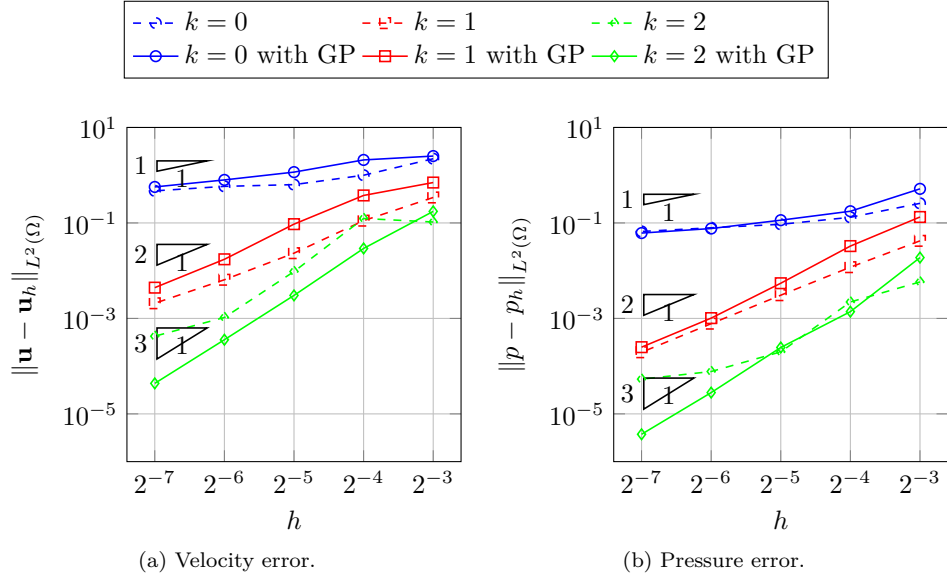 k = 0 k = 1 k = 2
k = 0 with GP k = 1 with GP k = 2 with GP
10^1
10^{-1}
10^{-3}
10^{-5}
‖u − u_h‖_{L^2(Ω)}
1
1
2
1
3
1
2^{-7} 2^{-6} 2^{-5} 2^{-4} 2^{-3}
h
(a) Velocity error.
10^1
10^{-1}
10^{-3}
10^{-5}
‖p − p_h‖_{L^2(Ω)}
1
1
2
1
3
1
2^{-7} 2^{-6} 2^{-5} 2^{-4} 2^{-3}
h
(b) Pressure error.